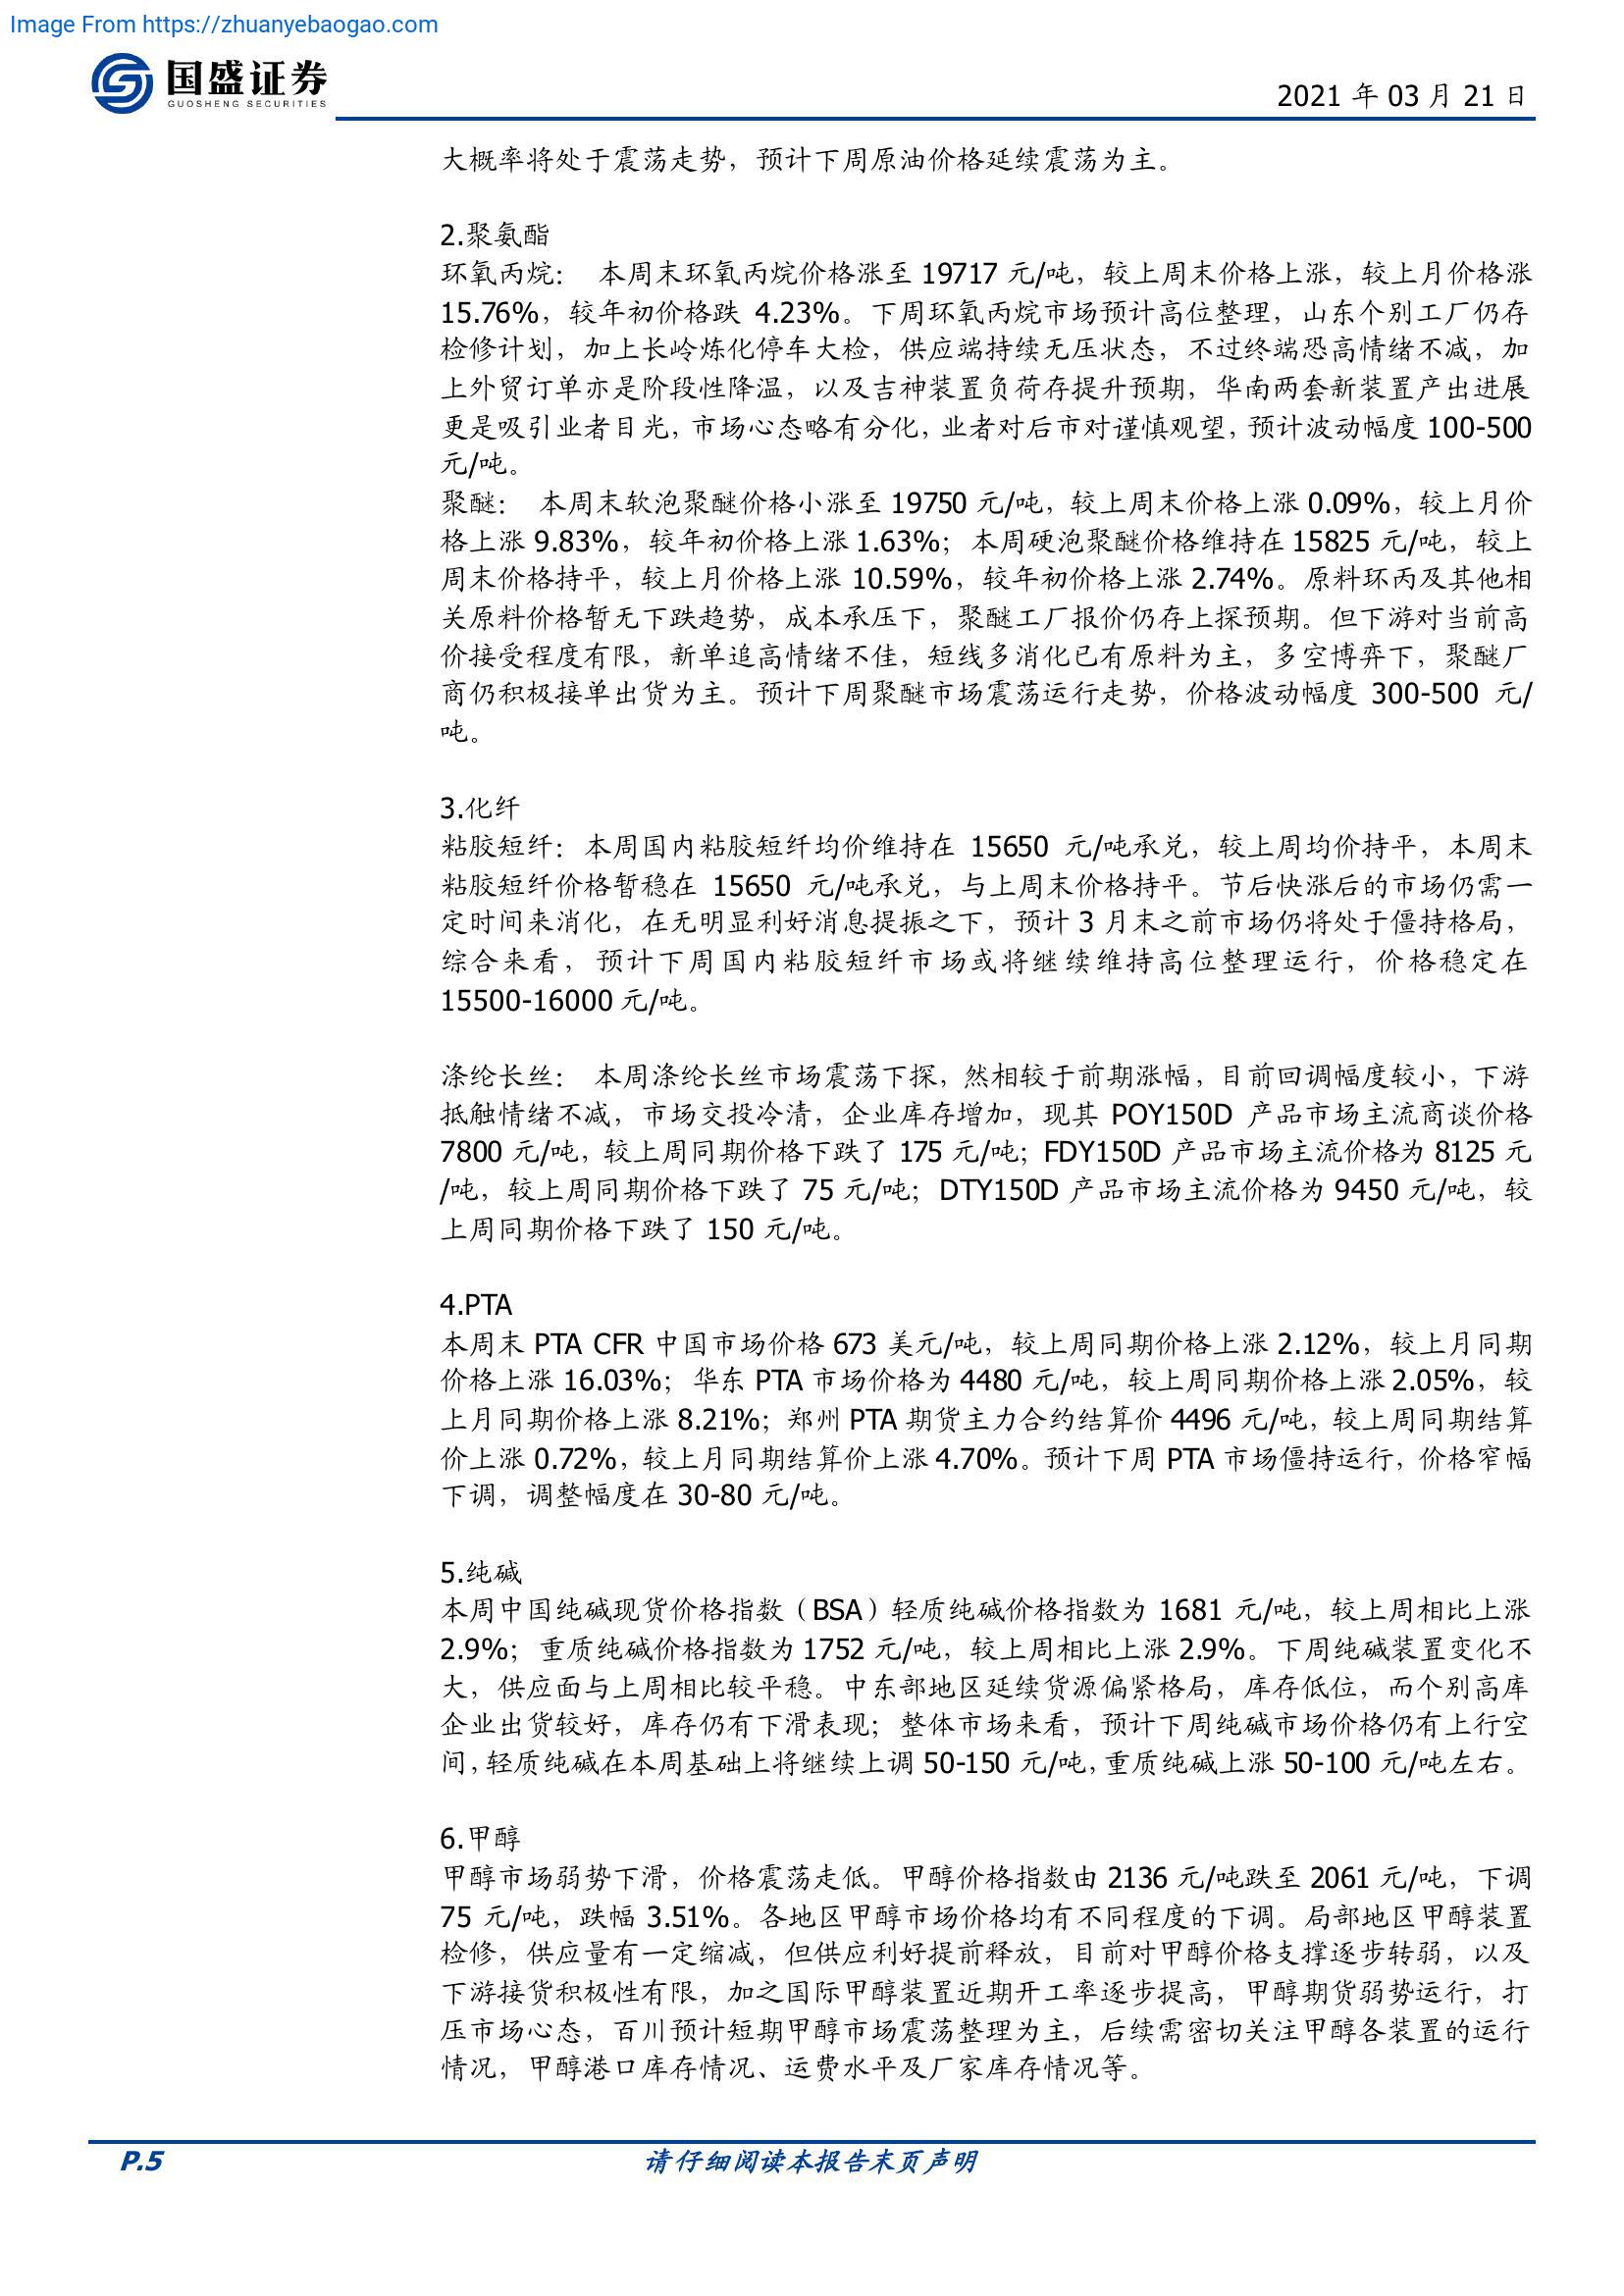 Image From https://zhuanyebaogao.com
国盛证券
GUOSHENG SECURITIES
2021 年 03 月 21 日
大概率将处于震荡走势，预计下周原油价格延续震荡为主。
2.聚氨酯
环氧丙烷： 本周末环氧丙烷价格涨至 19717 元/吨，较上周末价格上涨，较上月价格涨
15.76%，较年初价格跌 4.23%。下周环氧丙烷市场预计高位整理，山东个别工厂仍存
检修计划，加上长岭炼化停车大检，供应端持续无压状态，不过终端恐高情绪不减，加
上外贸订单亦是阶段性降温，以及吉神装置负荷存提升预期，华南两套新装置产出进展
更是吸引业者目光，市场心态略有分化，业者对后市对谨慎观望，预计波动幅度 100-500
元/吨。
聚醚： 本周末软泡聚醚价格小涨至 19750 元/吨，较上周末价格上涨 0.09%，较上月价
格上涨 9.83%，较年初价格上涨 1.63%；本周硬泡聚醚价格维持在 15825 元/吨，较上
周末价格持平，较上月价格上涨 10.59%，较年初价格上涨 2.74%。原料环丙及其他相
关原料价格暂无下跌趋势，成本承压下，聚醚工厂报价仍存上探预期。但下游对当前高
价接受程度有限，新单追高情绪不佳，短线多消化已有原料为主，多空博弈下，聚醚厂
商仍积极接单出货为主。预计下周聚醚市场震荡运行走势，价格波动幅度 300-500 元/
吨。
3.化纤
粘胶短纤：本周国内粘胶短纤均价维持在 15650 元/吨承兑，较上周均价持平，本周末
粘胶短纤价格暂稳在 15650 元/吨承兑，与上周末价格持平。节后快涨后的市场仍需一
定时间来消化，在无明显利好消息提振之下，预计 3 月末之前市场仍将处于僵持格局，
综合来看，预计下周国内粘胶短纤市场或将继续维持高位整理运行，价格稳定在
15500-16000 元/吨。
涤纶长丝： 本周涤纶长丝市场震荡下探，然相较于前期涨幅，目前回调幅度较小，下游
抵触情绪不减，市场交投冷清，企业库存增加，现其 POY150D 产品市场主流商谈价格
7800 元/吨，较上周同期价格下跌了 175 元/吨；FDY150D 产品市场主流价格为 8125 元
/吨，较上周同期价格下跌了 75 元/吨；DTY150D 产品市场主流价格为 9450 元/吨，较
上周同期价格下跌了 150 元/吨。
4.PTA
本周末 PTA CFR 中国市场价格 673 美元/吨，较上周同期价格上涨 2.12%，较上月同期
价格上涨 16.03%；华东 PTA 市场价格为 4480 元/吨，较上周同期价格上涨 2.05%，较
上月同期价格上涨 8.21%；郑州 PTA 期货主力合约结算价 4496 元/吨，较上周同期结算
价上涨 0.72%，较上月同期结算价上涨 4.70%。预计下周 PTA 市场僵持运行，价格窄幅
下调，调整幅度在 30-80 元/吨。
5.纯碱
本周中国纯碱现货价格指数（BSA）轻质纯碱价格指数为 1681 元/吨，较上周相比上涨
2.9%；重质纯碱价格指数为 1752 元/吨，较上周相比上涨 2.9%。下周纯碱装置变化不
大，供应面与上周相比较平稳。中东部地区延续货源偏紧格局，库存低位，而个别高库
企业出货较好，库存仍有下滑表现；整体市场来看，预计下周纯碱市场价格仍有上行空
间，轻质纯碱在本周基础上将继续上调 50-150 元/吨，重质纯碱上涨 50-100 元/吨左右。
6.甲醇
甲醇市场弱势下滑，价格震荡走低。甲醇价格指数由 2136 元/吨跌至 2061 元/吨，下调
75 元/吨，跌幅 3.51%。各地区甲醇市场价格均有不同程度的下调。局部地区甲醇装置
检修，供应量有一定缩减，但供应利好提前释放，目前对甲醇价格支撑逐步转弱，以及
下游接货积极性有限，加之国际甲醇装置近期开工率逐步提高，甲醇期货弱势运行，打
压市场心态，百川预计短期甲醇市场震荡整理为主，后续需密切关注甲醇各装置的运行
情况，甲醇港口库存情况、运费水平及厂家库存情况等。
P.5
请仔细阅读本报告末页声明